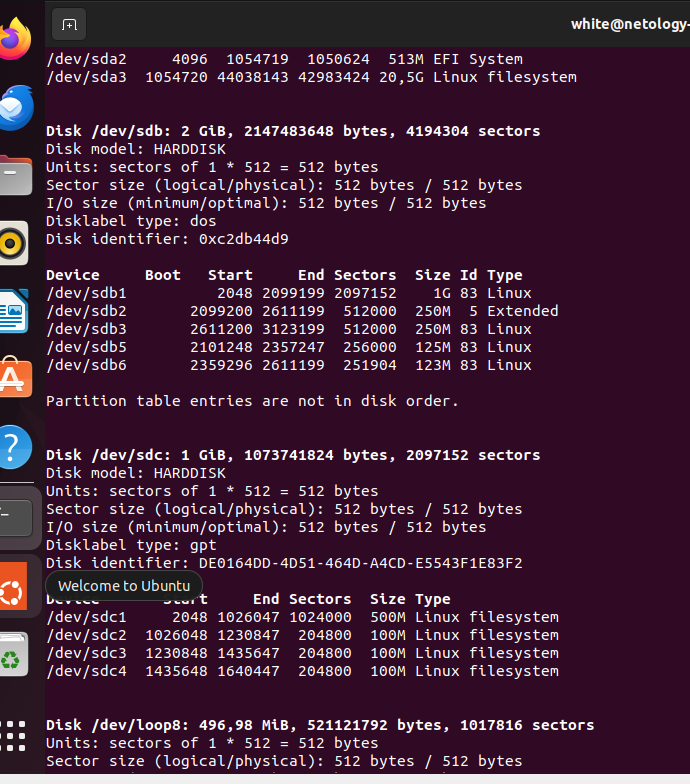 white@netology-
/dev/sda2     4096  1054719  1050624  513M EFI System
/dev/sda3  1054720 44038143 42983424 20,5G Linux filesystem
Disk /dev/sdb: 2 GiB, 2147483648 bytes, 4194304 sectors
Disk model: HARDDISK
Units: sectors of 1 * 512 = 512 bytes
Sector size (logical/physical): 512 bytes / 512 bytes
I/O size (minimum/optimal): 512 bytes / 512 bytes
Disklabel type: dos
Disk identifier: 0xc2db44d9
Device     Boot   Start     End Sectors  Size Id Type
/dev/sdb1          2048 2099199 2097152    1G 83 Linux
/dev/sdb2       2099200 2611199  512000  250M  5 Extended
/dev/sdb3       2611200 3123199  512000  250M 83 Linux
/dev/sdb5       2101248 2357247  256000  125M 83 Linux
/dev/sdb6       2359296 2611199  251904  123M 83 Linux
Partition table entries are not in disk order.
Disk /dev/sdc: 1 GiB, 1073741824 bytes, 2097152 sectors
Disk model: HARDDISK
Units: sectors of 1 * 512 = 512 bytes
Sector size (logical/physical): 512 bytes / 512 bytes
I/O size (minimum/optimal): 512 bytes / 512 bytes
Disklabel type: gpt
Disk identifier: DE0164DD-4D51-464D-A4CD-E5543F1E83F2
Welcome to Ubuntu
End Sectors  Size Type
/dev/sdc1     2048 1026047 1024000  500M Linux filesystem
/dev/sdc2  1026048 1230847  204800  100M Linux filesystem
/dev/sdc3  1230848 1435647  204800  100M Linux filesystem
/dev/sdc4  1435648 1640447  204800  100M Linux filesystem
Disk /dev/loop8: 496,98 MiB, 521121792 bytes, 1017816 sectors
Units: sectors of 1 * 512 = 512 bytes
Sector size (logical/physical): 512 bytes / 512 bytes